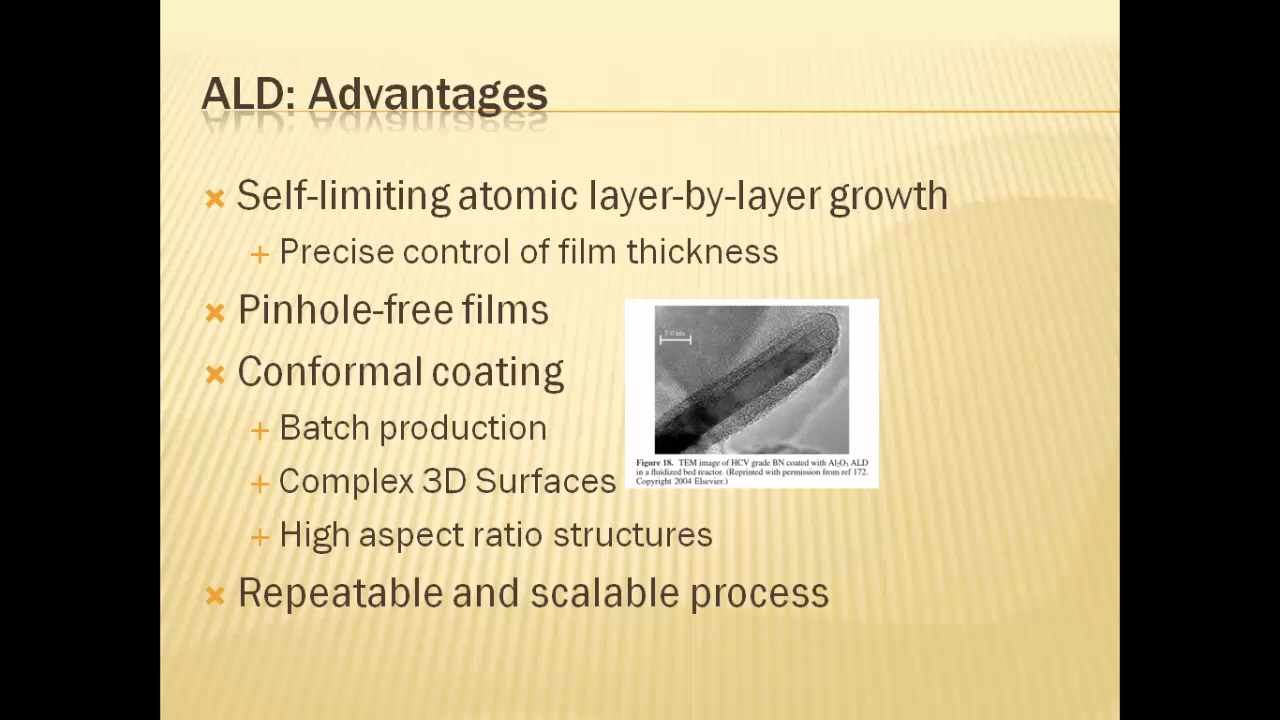 ALD: Advantages
Self-limiting atomic layer-by-layer growth
Precise control of film thickness
Pinhole-free films
Conformal coating
Batch production
Complex 3D Surfaces
High aspect ratio structures
Repeatable and scalable process
Figure 18. TEM image of HCV grade BN coated with Al₂O₃ ALD
in a fluidized bed reactor. (Reprinted with permission from ref 172.
Copyright 2004 Elsevier.)